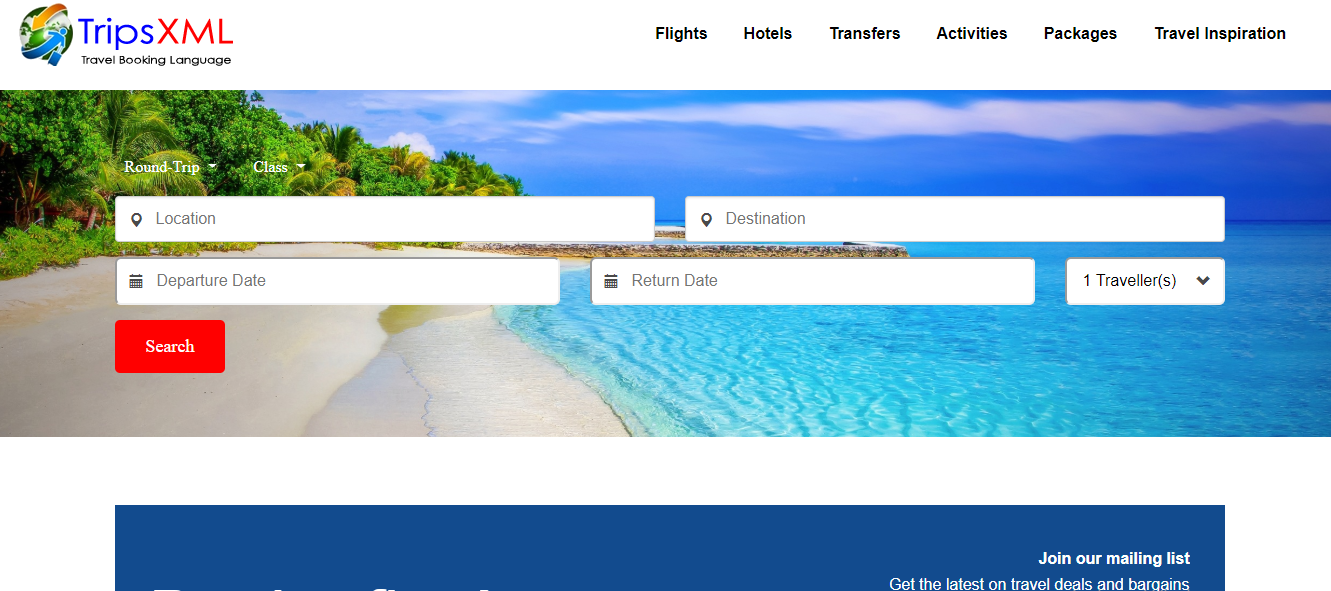 TripsXML
Travel Booking Language
Flights Hotels Transfers Activities Packages Travel Inspiration
Round-Trip Class
Location Destination
Departure Date Return Date 1 Traveller(s)
Search
Join our mailing list
Get the latest on travel deals and bargains